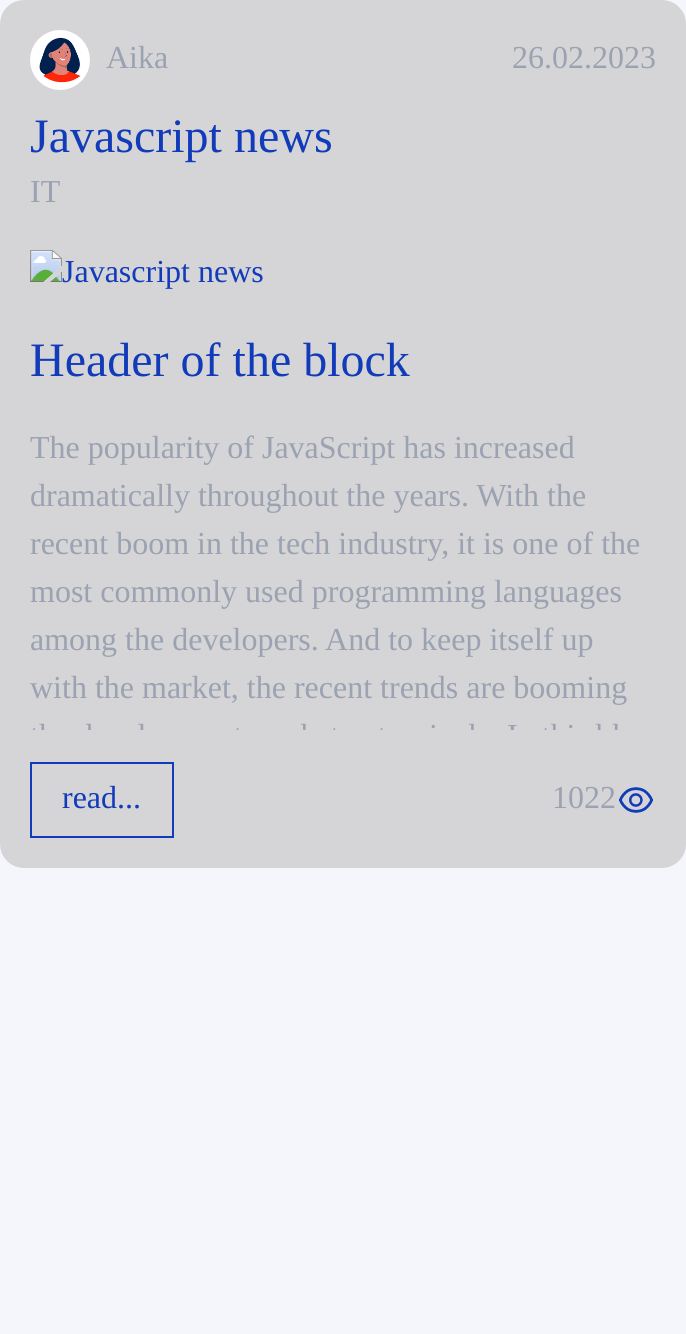 Aika 26.02.2023
Javascript news
IT
Javascript news
Header of the block
The popularity of JavaScript has increased
dramatically throughout the years. With the
recent boom in the tech industry, it is one of the
most commonly used programming languages
among the developers. And to keep itself up
with the market, the recent trends are booming
read... 1022